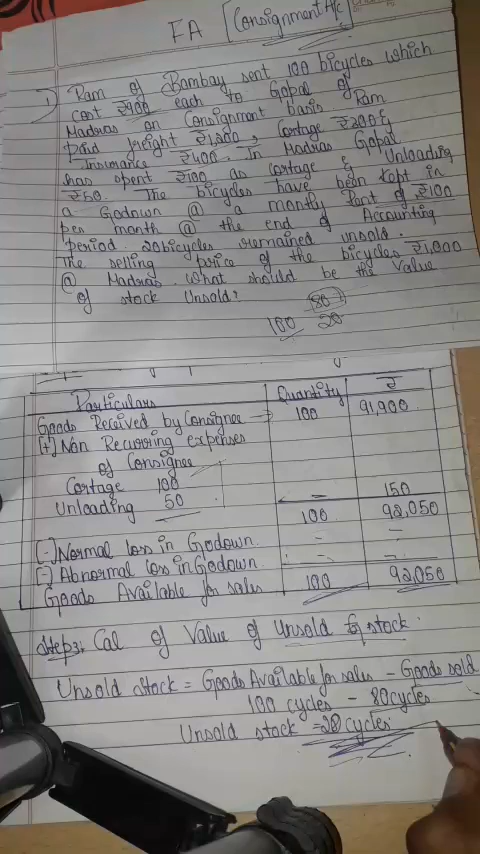 FA [Consignment A/c]
1) Ram of Bombay sent 100 bicycles which
cost ₹900 each to Gopal of
Madras on Consignment basis Ram
paid freight ₹1,200, Cartage ₹200 &
Insurance ₹400. In Madras Gopal
has spent ₹100 as cartage & Unloading
₹50. The bicycles have been kept in
a Godown @ a montly Rent of ₹100
per month @ the end of Accounting
period. 20 bicycles remained unsold.
The selling price of the bicycles ₹1,000
@ Madras. What should be the Value
of stock Unsold?
80
100 20
Particulars Quantity ₹
Goods Received by Consignee → 100 91,900
(+) Non Recurring expenses
of Consignee
Cartage 100
Unloading 50 – 150
100 92,050
(-) Normal loss in Godown. – –
(-) Abnormal loss in Godown. – –
Goods Available for sales 100 92,050
Step3: Cal of Value of Unsold stock.
Unsold Stock = Goods Available for sales – Goods sold
100 cycles – 80 cycles
Unsold stock = 20 cycles